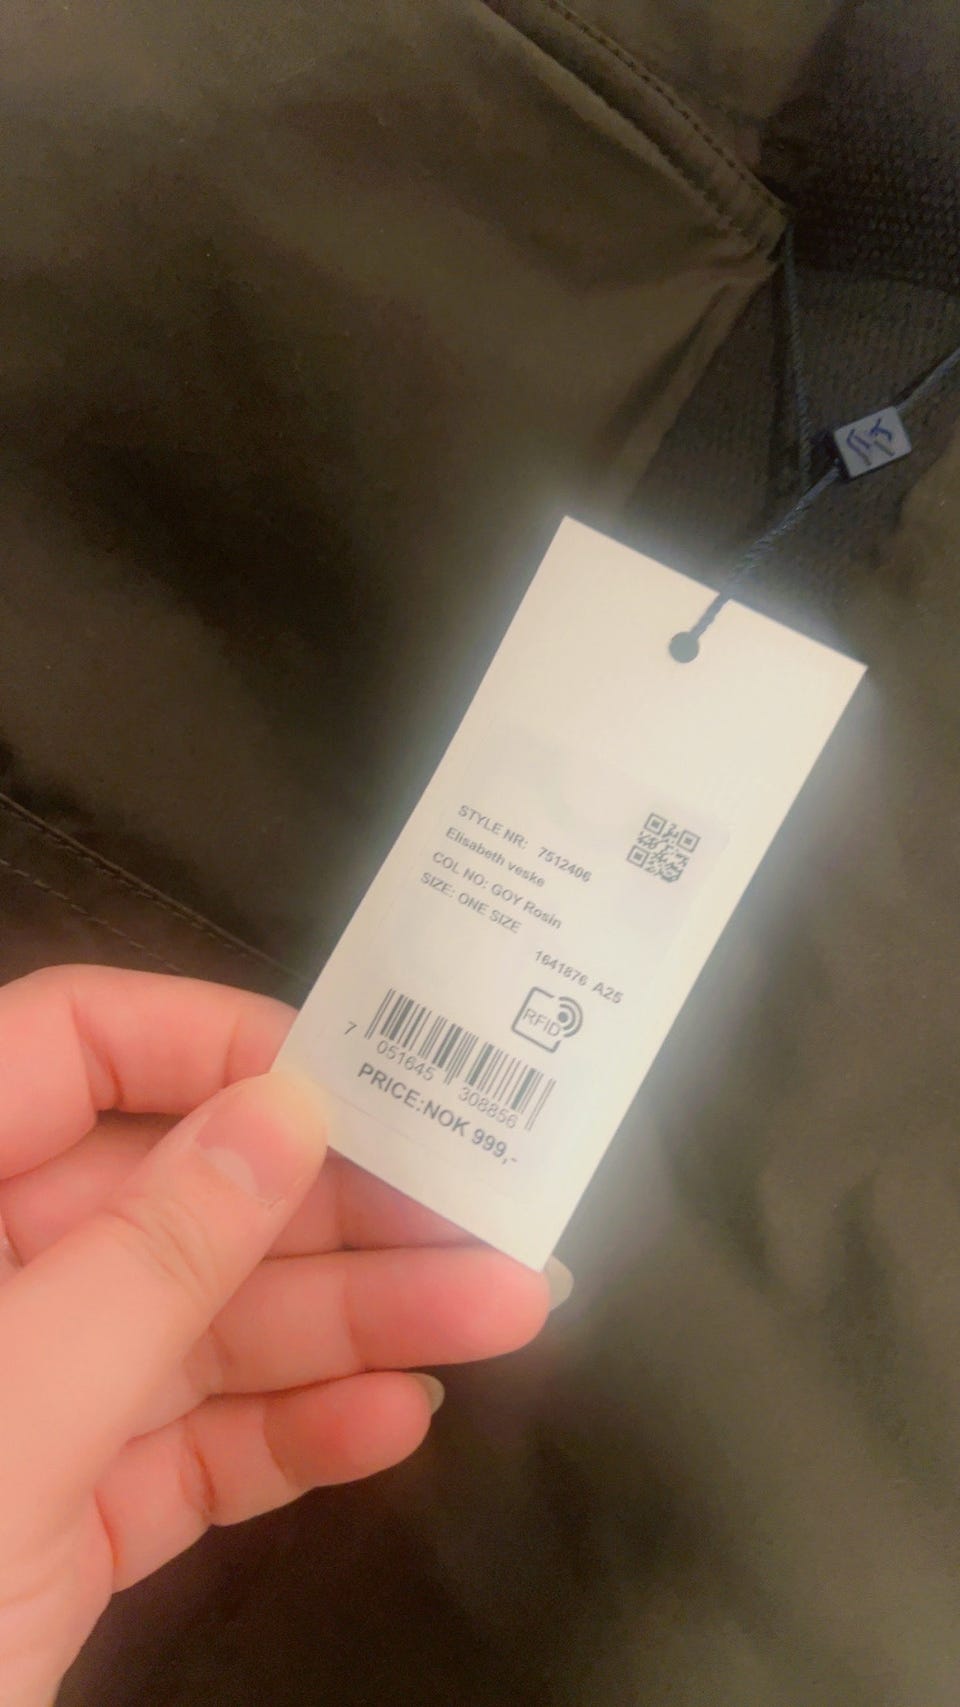 STYLE NR: 7512406
Elisabeth veske
COL NO: GOY Rosin
SIZE: ONE SIZE
1641876 A25
RFID
7 051645 308856
PRICE:NOK 999,-